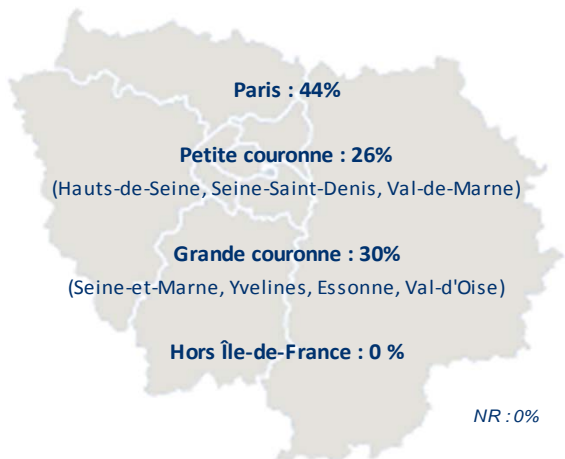 Paris : 44%
Petite couronne : 26%
(Hauts-de-Seine, Seine-Saint-Denis, Val-de-Marne)
Grande couronne : 30%
(Seine-et-Marne, Yvelines, Essonne, Val-d'Oise)
Hors Île-de-France : 0 %
NR : 0%